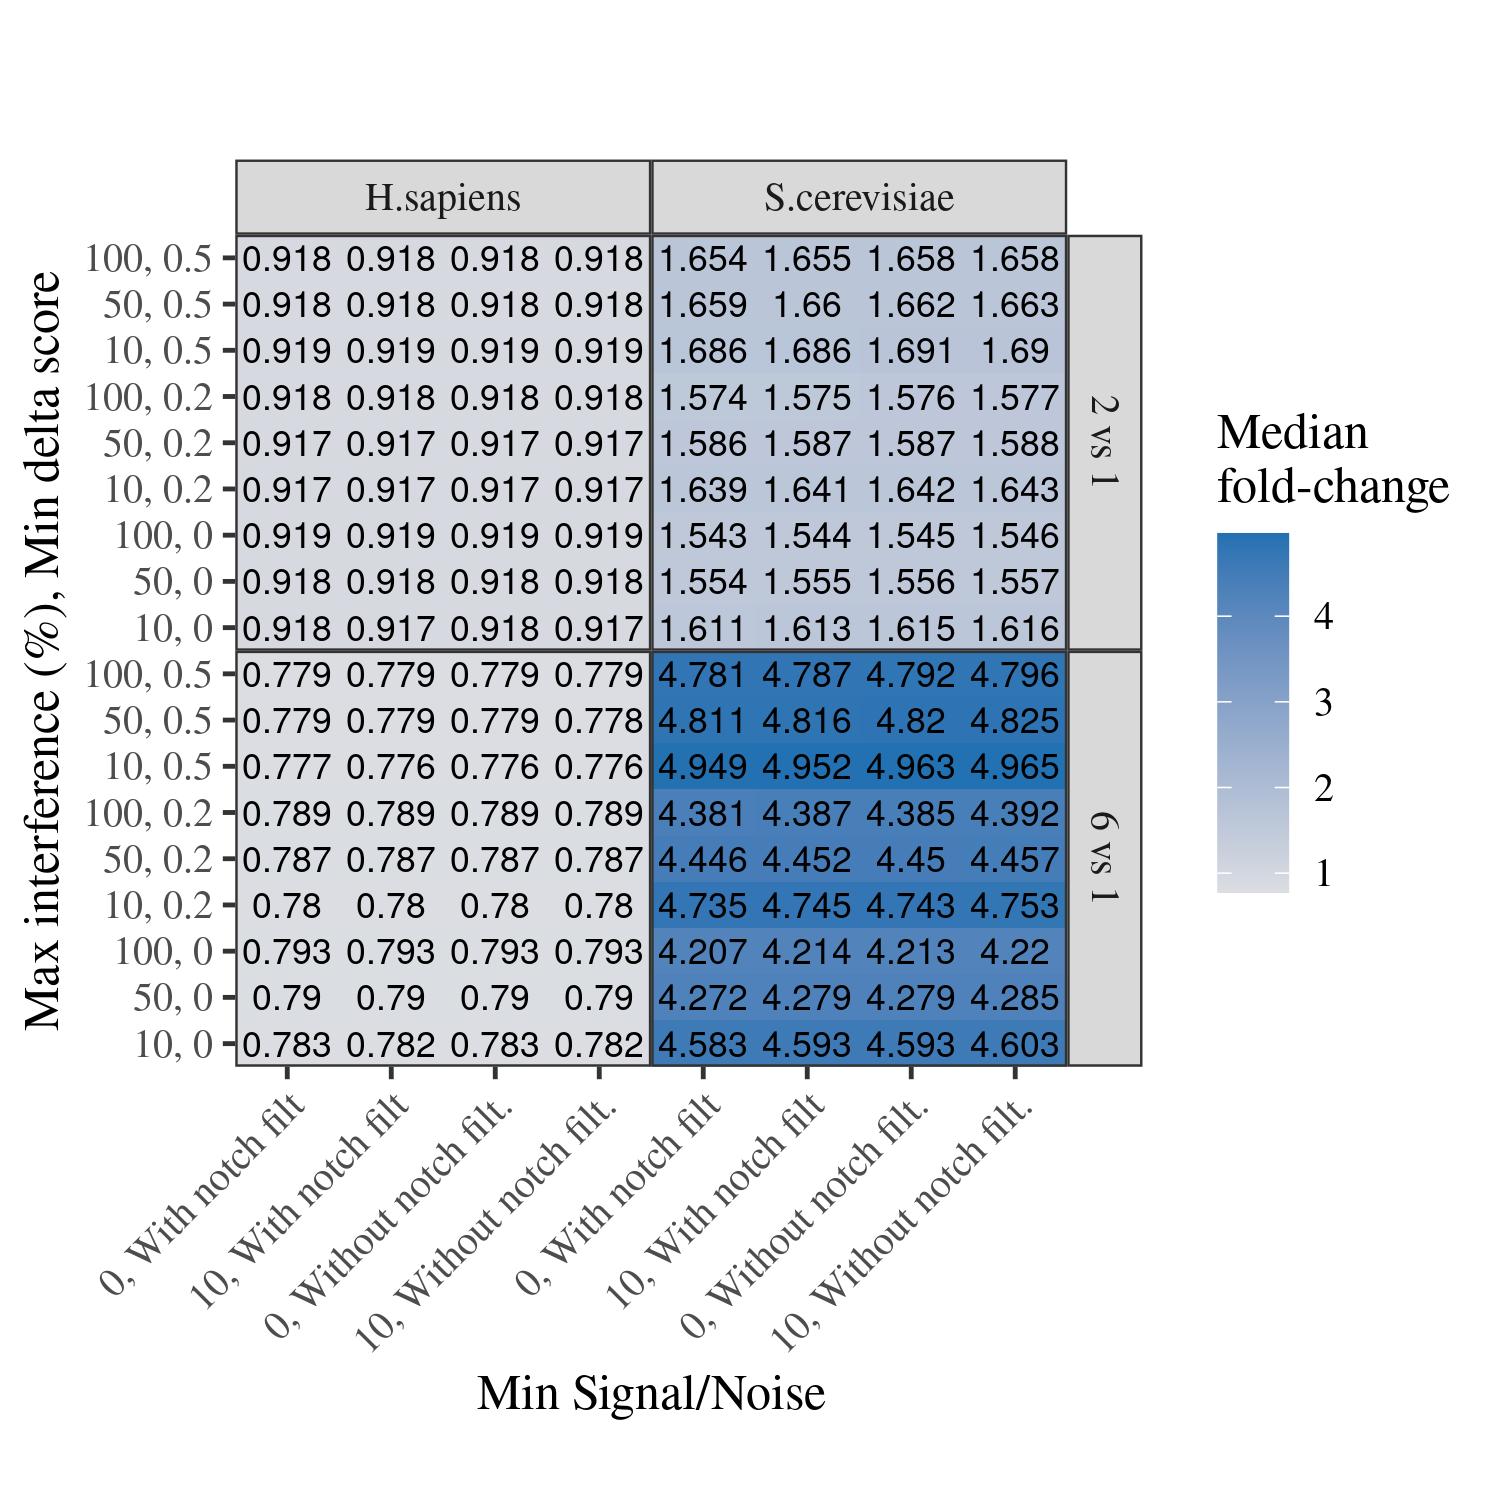 H.sapiens S.cerevisiae
100, 0.5 0.918 0.918 0.918 0.918 1.654 1.655 1.658 1.658
50, 0.5 0.918 0.918 0.918 0.918 1.659 1.66 1.662 1.663
10, 0.5 0.919 0.919 0.919 0.919 1.686 1.686 1.691 1.69
100, 0.2 0.918 0.918 0.918 0.918 1.574 1.575 1.576 1.577
50, 0.2 0.917 0.917 0.917 0.917 1.586 1.587 1.587 1.588
10, 0.2 0.917 0.917 0.917 0.917 1.639 1.641 1.642 1.643
100, 0 0.919 0.919 0.919 0.919 1.543 1.544 1.545 1.546
50, 0 0.918 0.918 0.918 0.918 1.554 1.555 1.556 1.557
10, 0 0.918 0.917 0.918 0.917 1.611 1.613 1.615 1.616
2 vs 1
100, 0.5 0.779 0.779 0.779 0.779 4.781 4.787 4.792 4.796
50, 0.5 0.779 0.779 0.779 0.778 4.811 4.816 4.82 4.825
10, 0.5 0.777 0.776 0.776 0.776 4.949 4.952 4.963 4.965
100, 0.2 0.789 0.789 0.789 0.789 4.381 4.387 4.385 4.392
50, 0.2 0.787 0.787 0.787 0.787 4.446 4.452 4.45 4.457
10, 0.2 0.78 0.78 0.78 0.78 4.735 4.745 4.743 4.753
100, 0 0.793 0.793 0.793 0.793 4.207 4.214 4.213 4.22
50, 0 0.79 0.79 0.79 0.79 4.272 4.279 4.279 4.285
10, 0 0.783 0.782 0.783 0.782 4.583 4.593 4.593 4.603
6 vs 1
Max interference (%), Min delta score
0, With notch filt
10, With notch filt
0, Without notch filt.
10, Without notch filt.
0, With notch filt
10, With notch filt
0, Without notch filt.
10, Without notch filt.
Min Signal/Noise
Median
fold-change
4
3
2
1